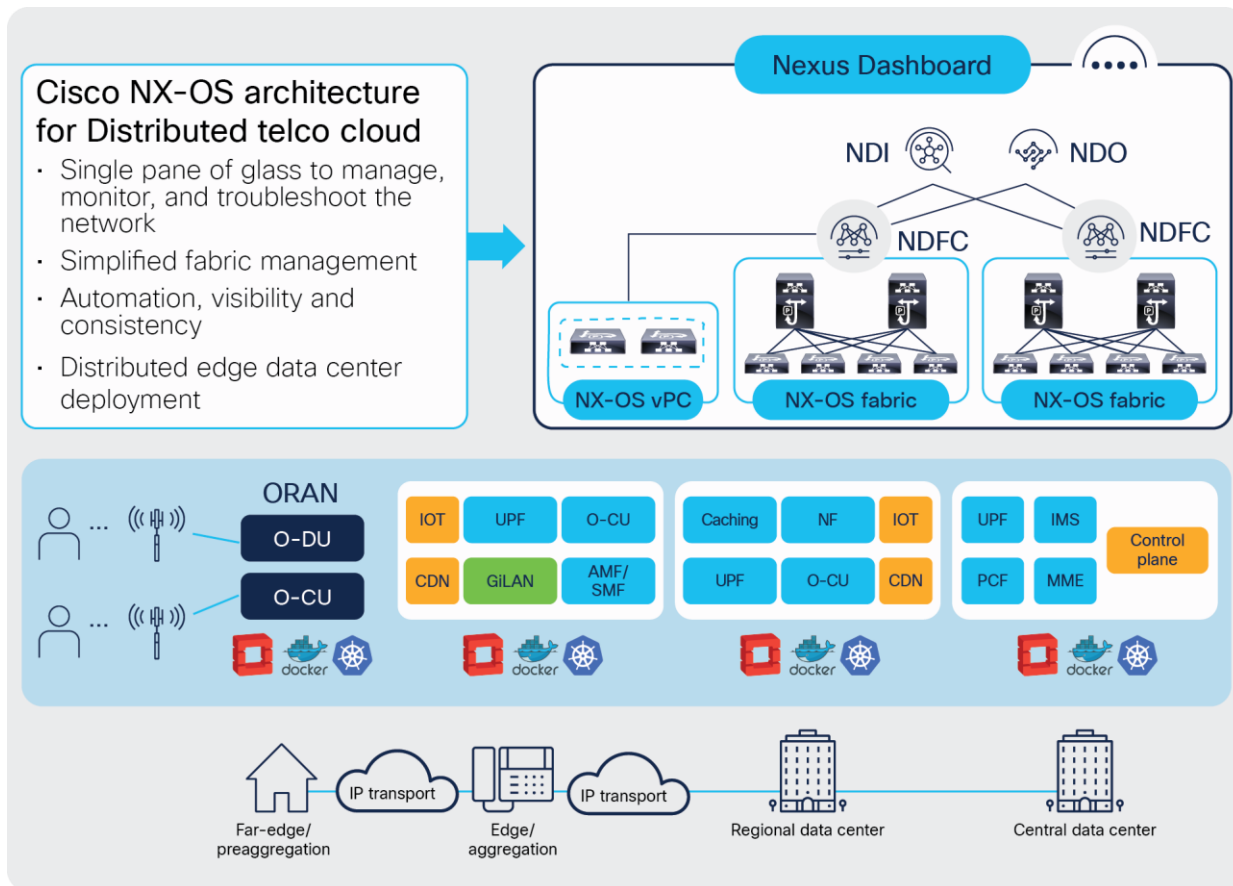 Cisco NX-OS architecture
for Distributed telco cloud
· Single pane of glass to manage,
monitor, and troubleshoot the
network
· Simplified fabric management
· Automation, visibility and
consistency
· Distributed edge data center
deployment
Nexus Dashboard
NDI
NDO
NDFC
NDFC
P
P
P
P
NX-OS vPC
NX-OS fabric
NX-OS fabric
ORAN
O-DU
O-CU
IOT
UPF
O-CU
CDN
GiLAN
AMF/
SMF
Caching
NF
IOT
UPF
O-CU
CDN
UPF
IMS
PCF
MME
Control
plane
docker
docker
docker
docker
IP transport
IP transport
Far-edge/
preaggregation
Edge/
aggregation
Regional data center
Central data center